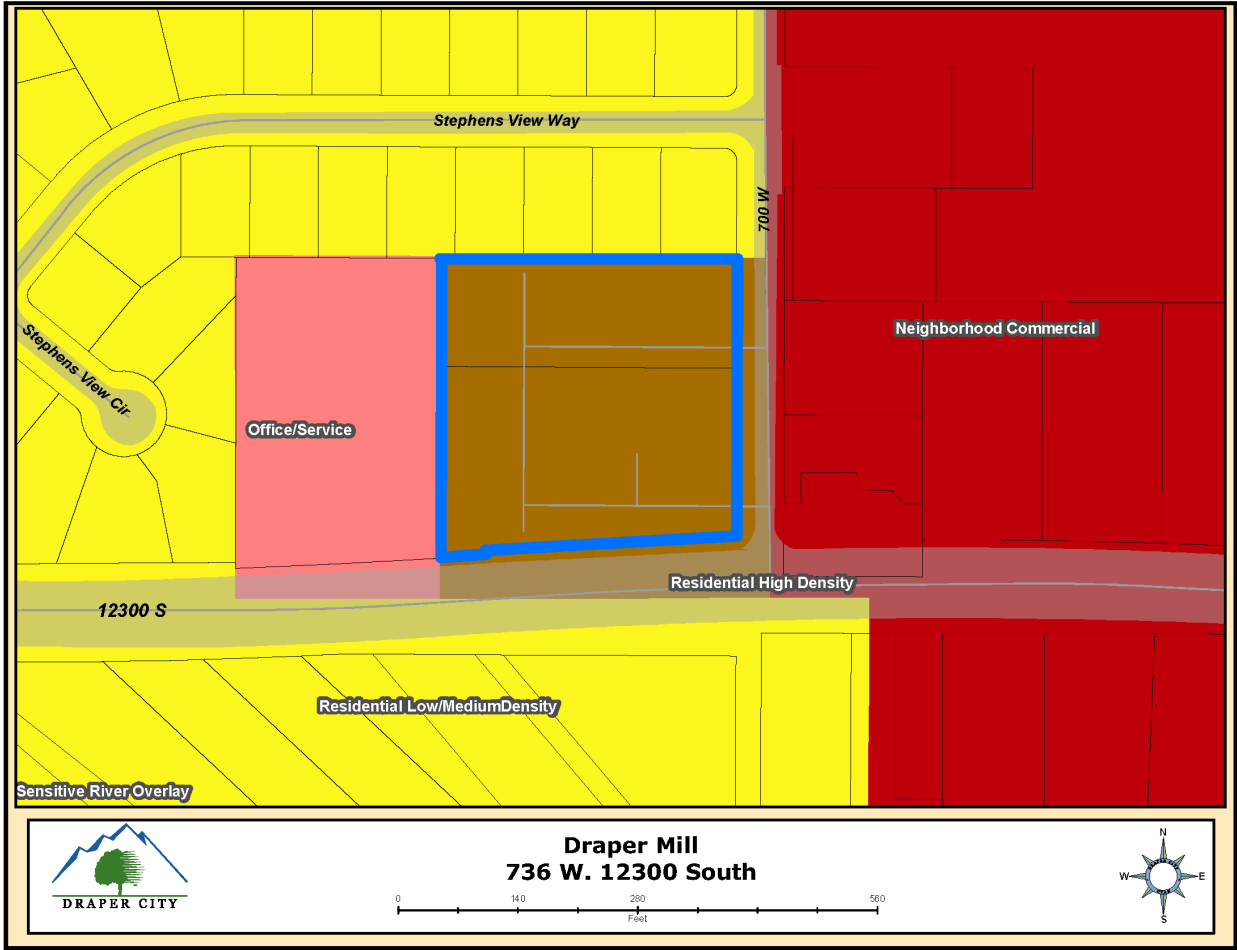 Stephens View Way
700 W
Neighborhood Commercial
Stephens View Cir
Office/Service
Residential High Density
12300 S
Residential Low/MediumDensity
Sensitive River Overlay
DRAPER CITY
Draper Mill
736 W. 12300 South
0 140 280 560
Feet
N
W E
S